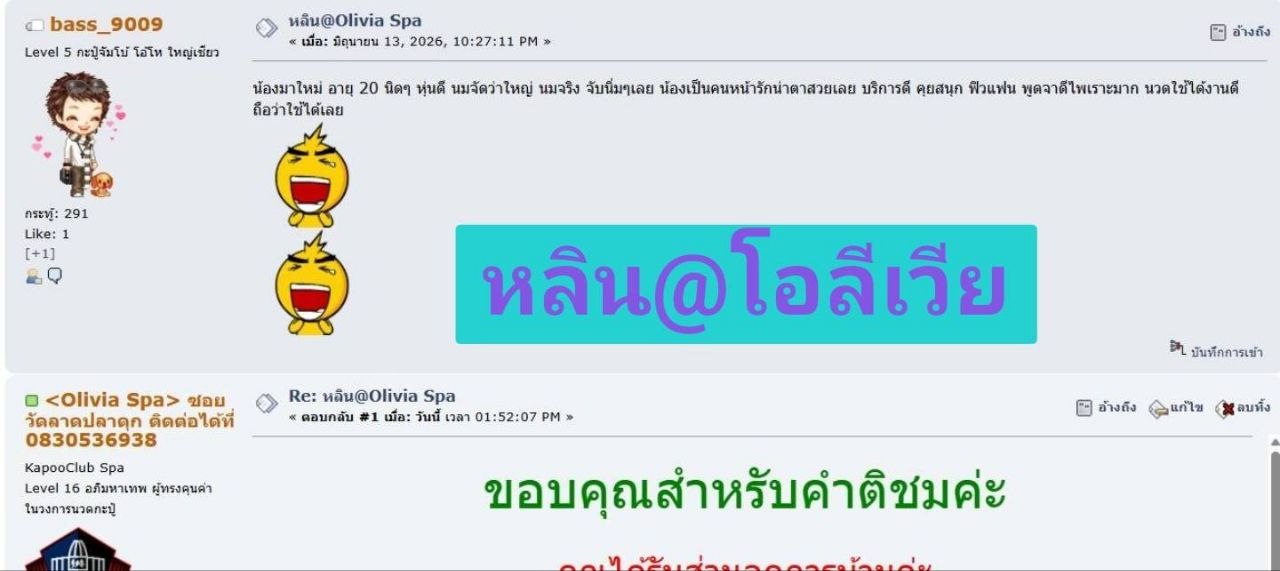 bass_9009
Level 5 กะปู๋จัมโบ้ โอ้โห ใหญ่เชียว
กระทู้: 291
Like: 1
[+1]
หลิน@Olivia Spa
« เมื่อ: มิถุนายน 13, 2026, 10:27:11 PM »
อ้างถึง
น้องมาใหม่ อายุ 20 นิดๆ หุ่นดี นมจัดว่าใหญ่ นมจริง จับนิ่มๆเลย น้องเป็นคนหน้ารักน่าตาสวยเลย บริการดี คุยสนุก ฟิวแฟน พูดจาดีไพเราะมาก นวดใช้ได้งานดี
ถือว่าใช้ได้เลย
หลิน@โอลีเวีย
บันทึกการเข้า
<Olivia Spa> ซอย
วัดลาดปลาดุก ติดต่อได้ที่
0830536938
KapooClub Spa
Level 16 อภิมหาเทพ ผู้ทรงคุนค่า
ในวงการนวดกะปู๋
Re: หลิน@Olivia Spa
« ตอบกลับ #1 เมื่อ: วันนี้ เวลา 01:52:07 PM »
อ้างถึง แก้ไข ลบทิ้ง
ขอบคุณสำหรับคำติชมค่ะ